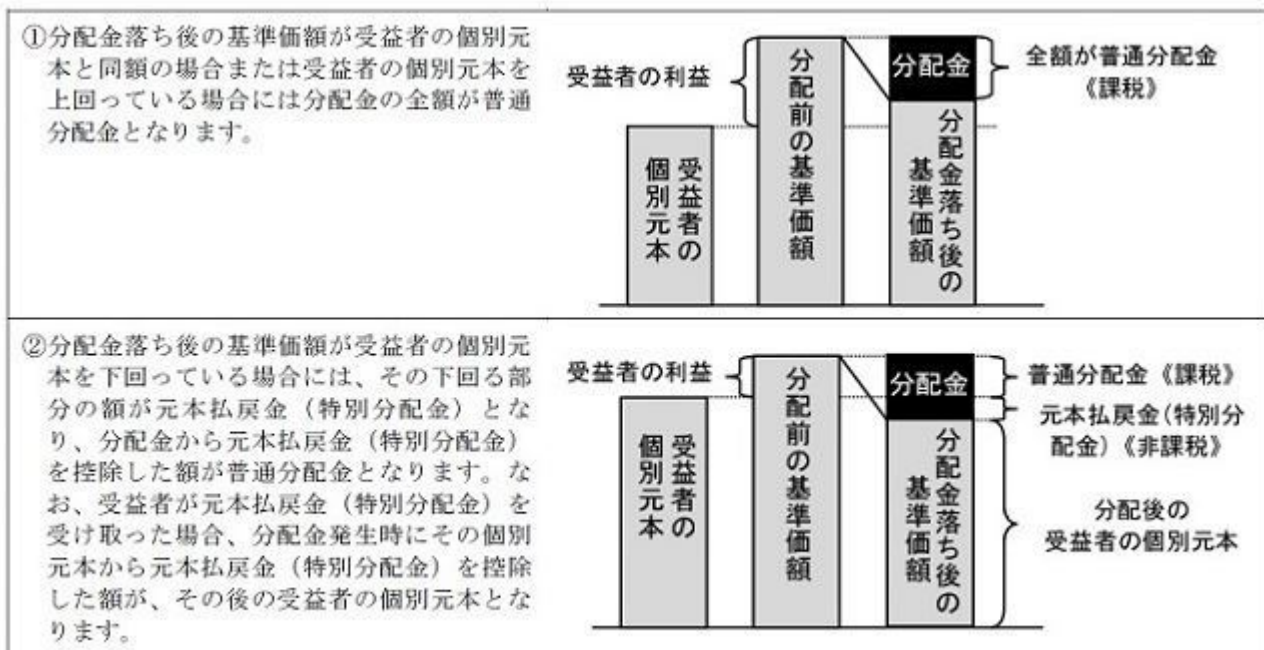 ①分配金落ち後の基準価額が受益者の個別元
本と同額の場合または受益者の個別元本を
上回っている場合には分配金の全額が普通
分配金となります。
受益者の利益
受益者の
個別元本
分配前の基準価額
分配金
分配金落ち後の
基準価額
全額が普通分配金
《課税》
②分配金落ち後の基準価額が受益者の個別元
本を下回っている場合には、その下回る部
分の額が元本払戻金（特別分配金）とな
り、分配金から元本払戻金（特別分配金）
を控除した額が普通分配金となります。な
お、受益者が元本払戻金（特別分配金）を
受け取った場合、分配金発生時にその個別
元本から元本払戻金（特別分配金）を控除
した額が、その後の受益者の個別元本とな
ります。
受益者の利益
受益者の
個別元本
分配前の基準価額
分配金
分配金落ち後の
基準価額
普通分配金《課税》
元本払戻金(特別分
配金)《非課税》
分配後の
受益者の個別元本